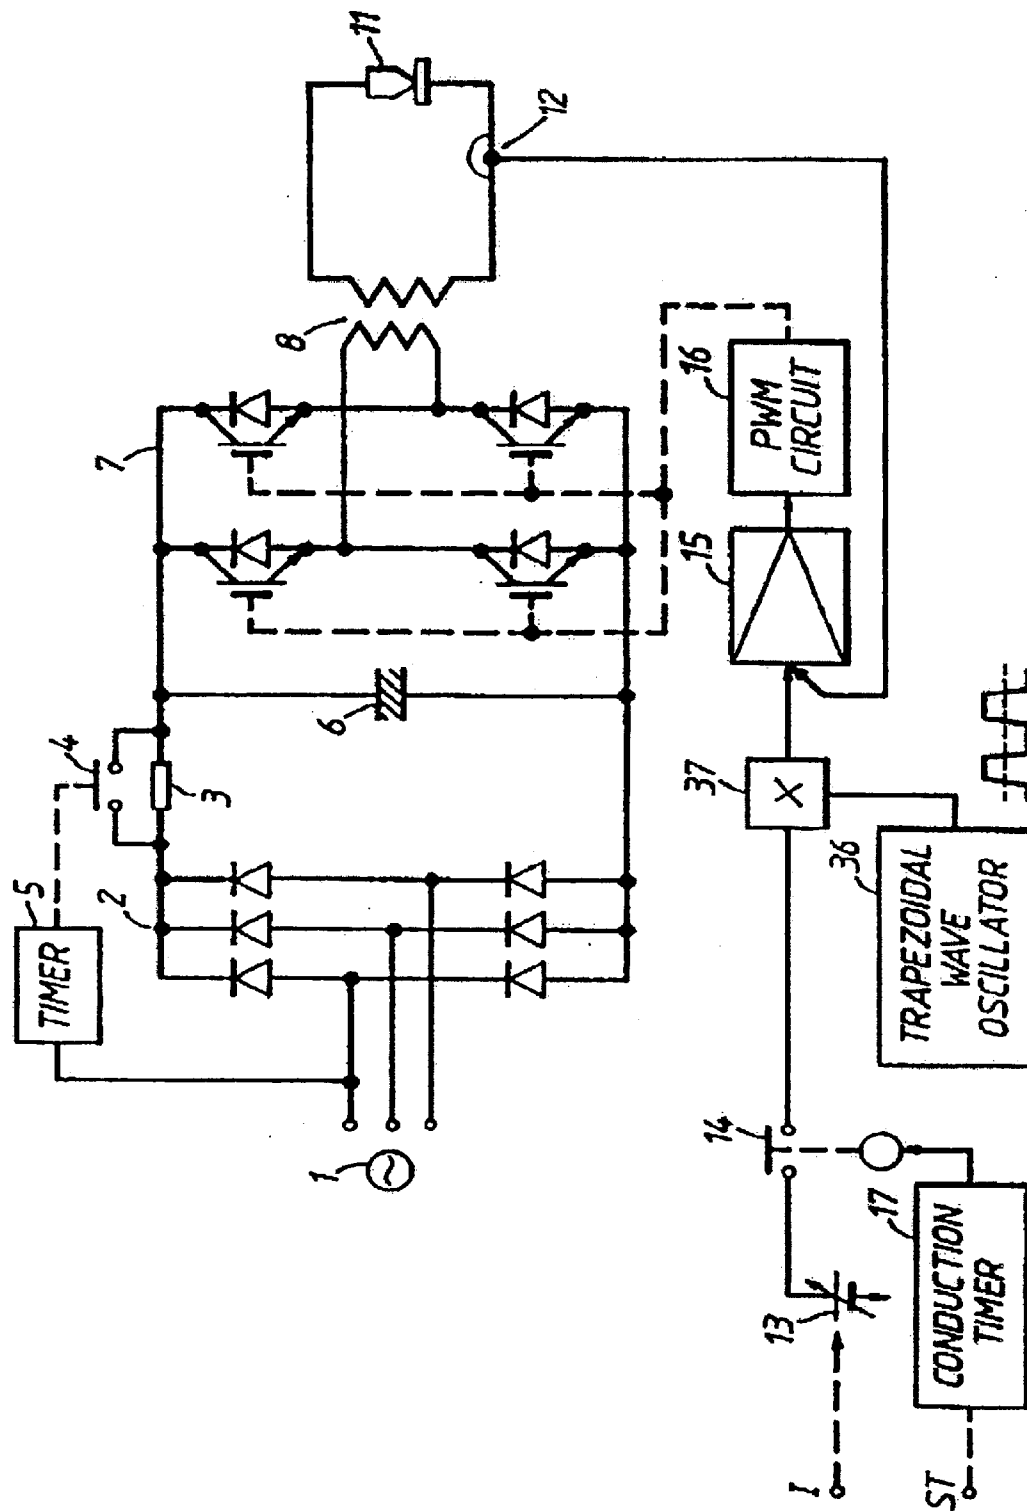 1
TIMER
5
2
4
3
6
7
8
11
12
I
13
14
ST
CONDUCTION
TIMER
17
TRAPEZOIDAL
WAVE
OSCILLATOR
36
37
X
15
PWM
CIRCUIT
16